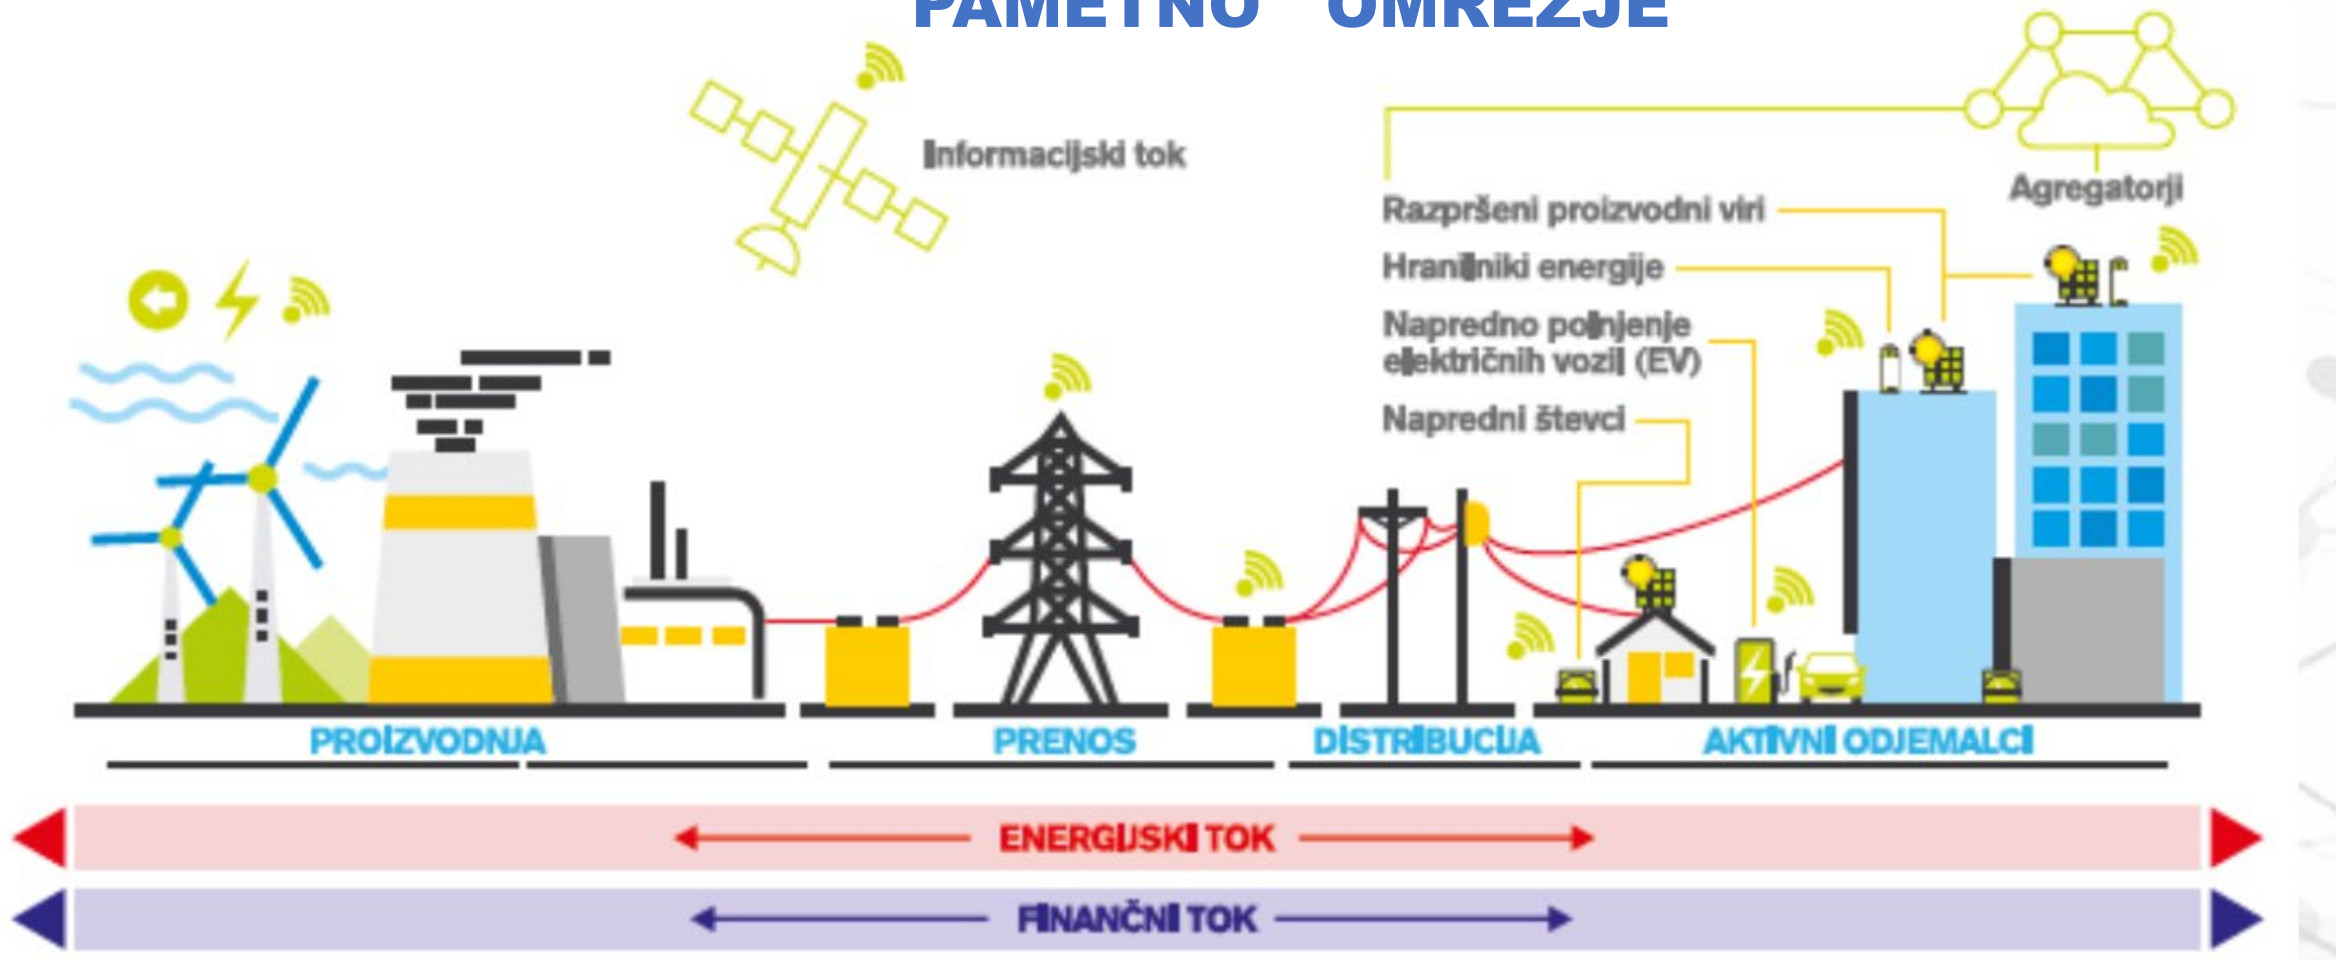 PAMETNO OMREŽJE
Informacijski tok
Agregatorji
Razpršeni proizvodni viri
Hranilniki energije
Napredno polnjenje
električnih vozil (EV)
Napredni števci
PROIZVODNJA
PRENOS
DISTRIBUCIJA
AKTIVNI ODJEMALCI
ENERGIJSKI TOK
FINANČNI TOK